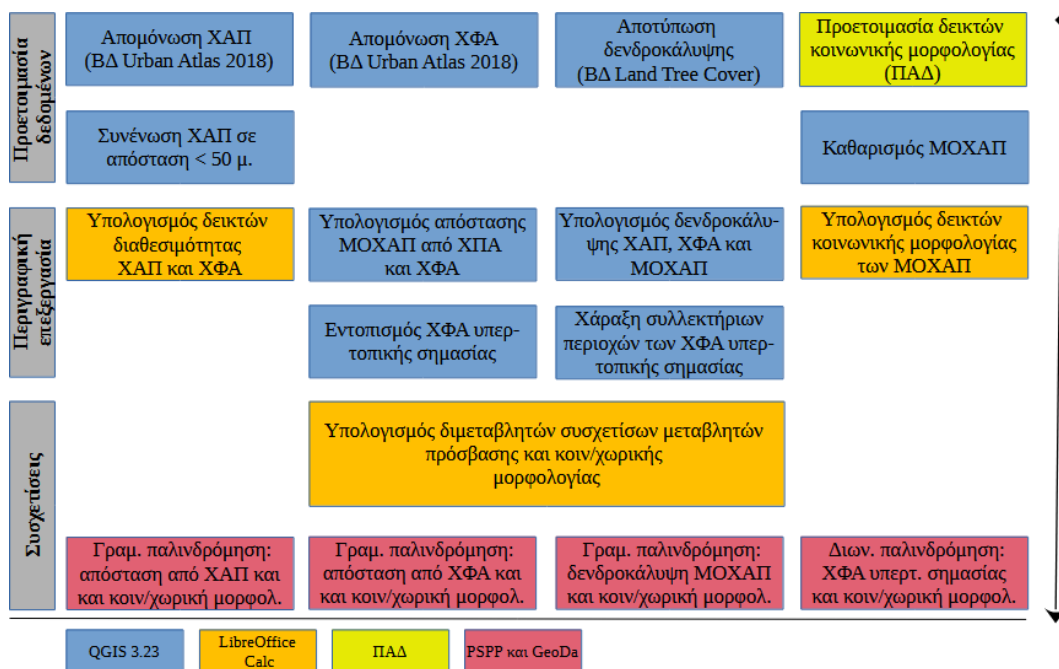 Προετοιμασία
δεδομένων
Απομόνωση ΧΑΠ
(ΒΔ Urban Atlas 2018)
Απομόνωση ΧΦΑ
(ΒΔ Urban Atlas 2018)
Αποτύπωση
δενδροκάλυψης
(ΒΔ Land Tree Cover)
Προετοιμασία δεικτών
κοινωνικής μορφολογίας
(ΠΑΔ)
Συνένωση ΧΑΠ σε
απόσταση < 50 μ.
Καθαρισμός ΜΟΧΑΠ
Περιγραφική
επεξεργασία
Υπολογισμός δεικτών
διαθεσιμότητας
ΧΑΠ και ΧΦΑ
Υπολογισμός απόστασης
ΜΟΧΑΠ από ΧΠΑ
και ΧΦΑ
Υπολογισμός δενδροκάλυ-
ψης ΧΑΠ, ΧΦΑ και
ΜΟΧΑΠ
Υπολογισμός δεικτών
κοινωνικής μορφολογίας
των ΜΟΧΑΠ
Εντοπισμός ΧΦΑ υπερ-
τοπικής σημασίας
Χάραξη συλλεκτήριων
περιοχών των ΧΦΑ υπερ-
τοπικής σημασίας
Συσχετίσεις
Υπολογισμός διμεταβλητών συσχετίσων μεταβλητών
πρόσβασης και κοιν/χωρικής
μορφολογίας
Γραμ. παλινδρόμηση:
απόσταση από ΧΑΠ και
και κοιν/χωρική μορφολ.
Γραμ. παλινδρόμηση:
απόσταση από ΧΦΑ και
και κοιν/χωρική μορφολ.
Γραμ. παλινδρόμηση:
δενδροκάλυψη ΜΟΧΑΠ
και κοιν/χωρική μορφολ.
Διων. παλινδρόμηση:
ΧΦΑ υπερτ. σημασίας
και κοιν/χωρική μορφολ.
QGIS 3.23
LibreOffice
Calc
ΠΑΔ
PSPP και GeoDa